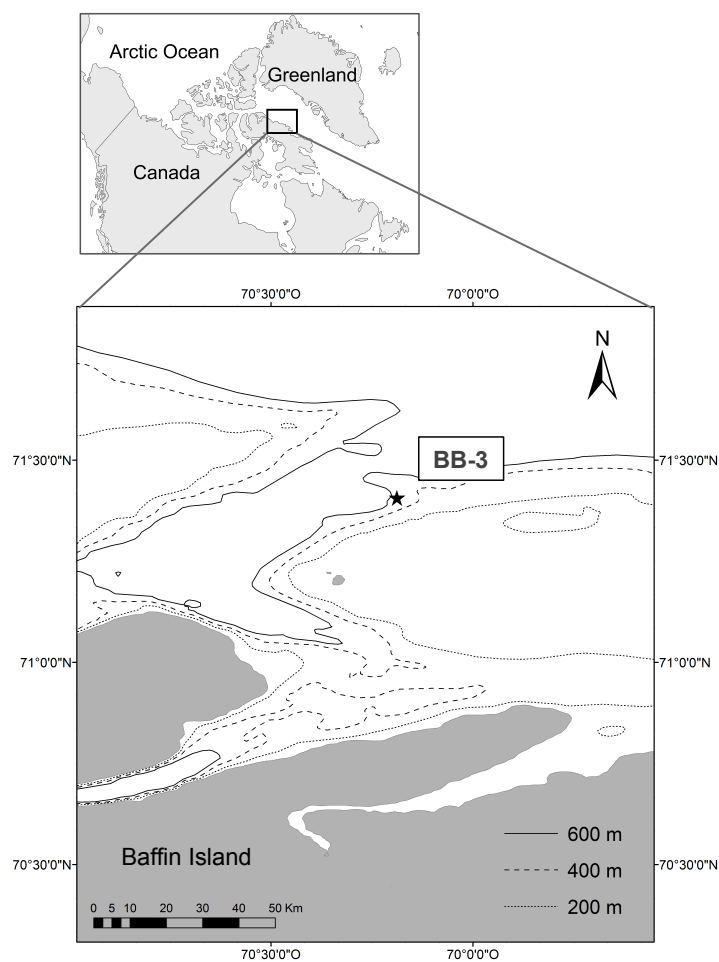 Arctic Ocean
Greenland
Canada
70°30'0"O 70°0'0"O
N
71°30'0"N 71°30'0"N
BB-3
71°0'0"N 71°0'0"N
600 m
Baffin Island
400 m
70°30'0"N 70°30'0"N
200 m
0 5 10 20 30 40 50 Km
70°30'0"O 70°0'0"O